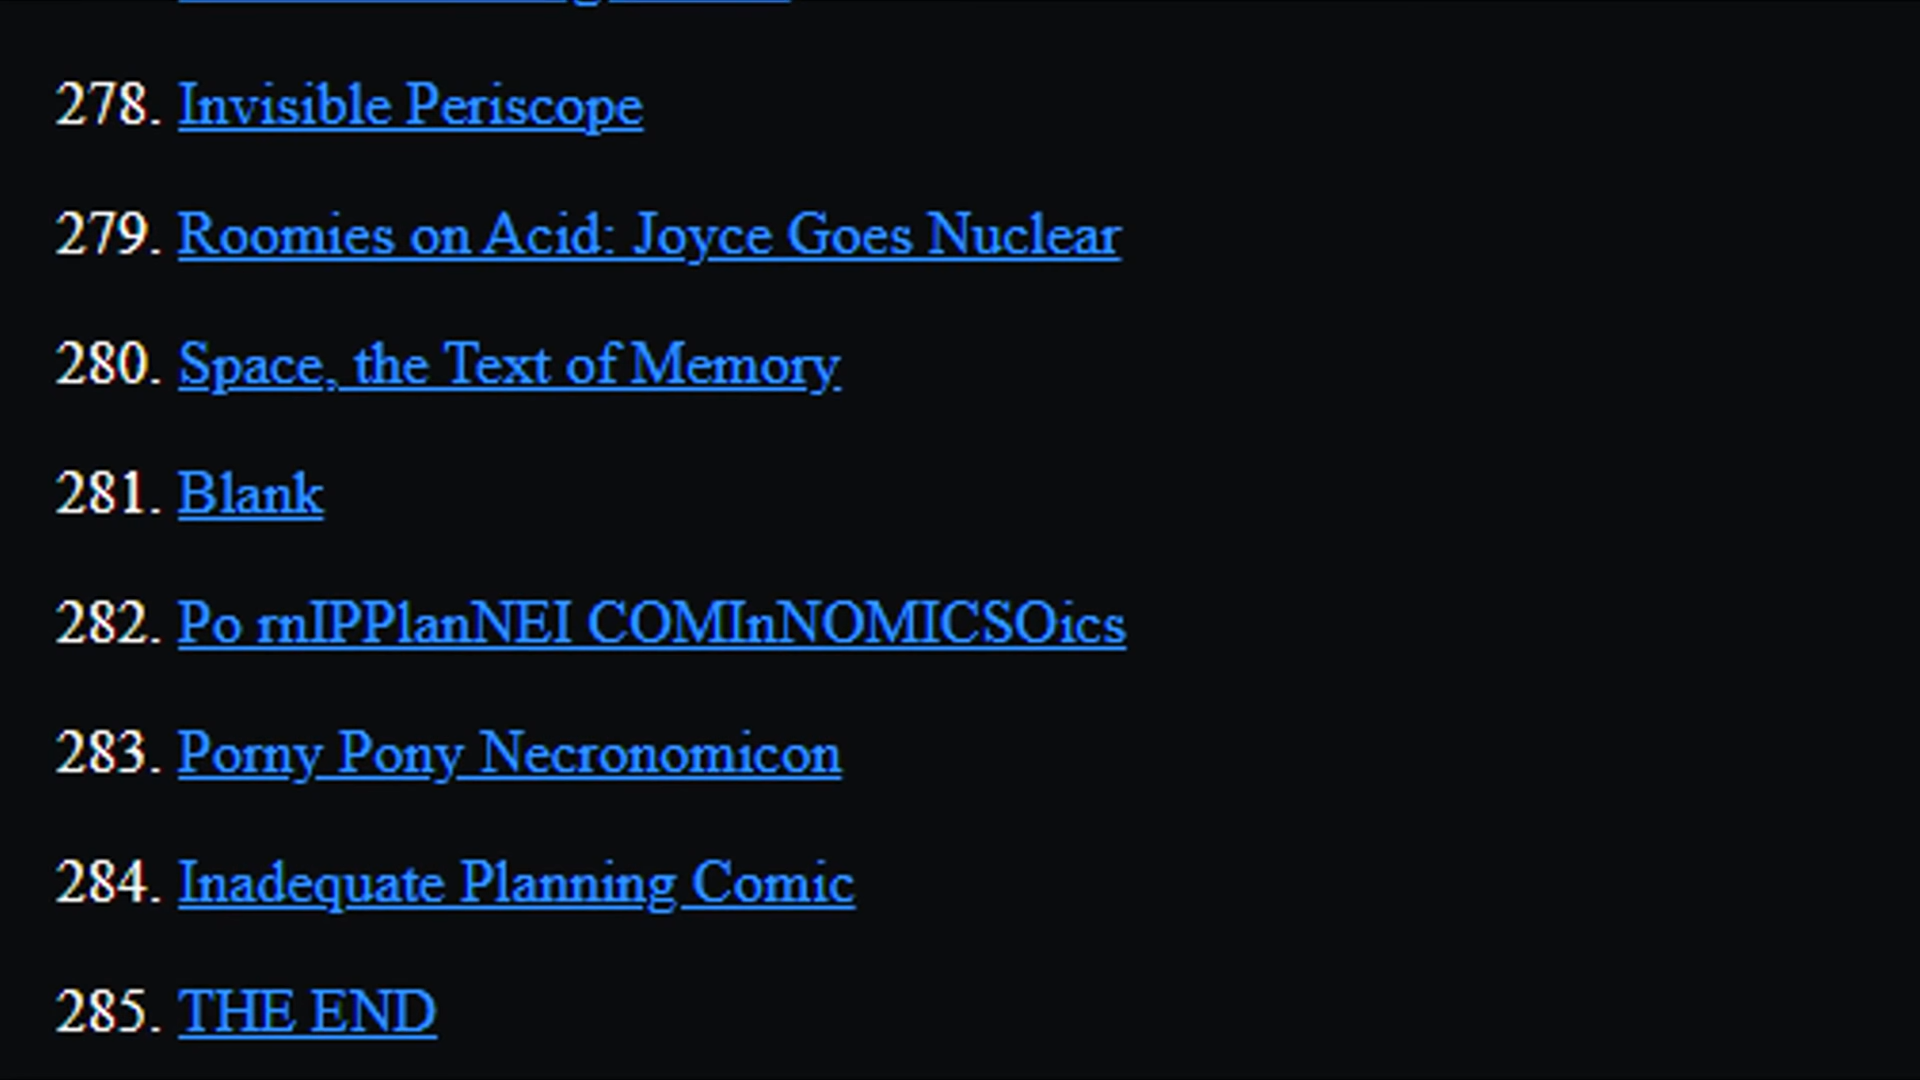 278. Invisible Periscope
279. Roomies on Acid: Joyce Goes Nuclear
280. Space, the Text of Memory
281. Blank
282. Po rnIPPlanNEI COMInNOMICSOics
283. Porny Pony Necronomicon
284. Inadequate Planning Comic
285. THE END